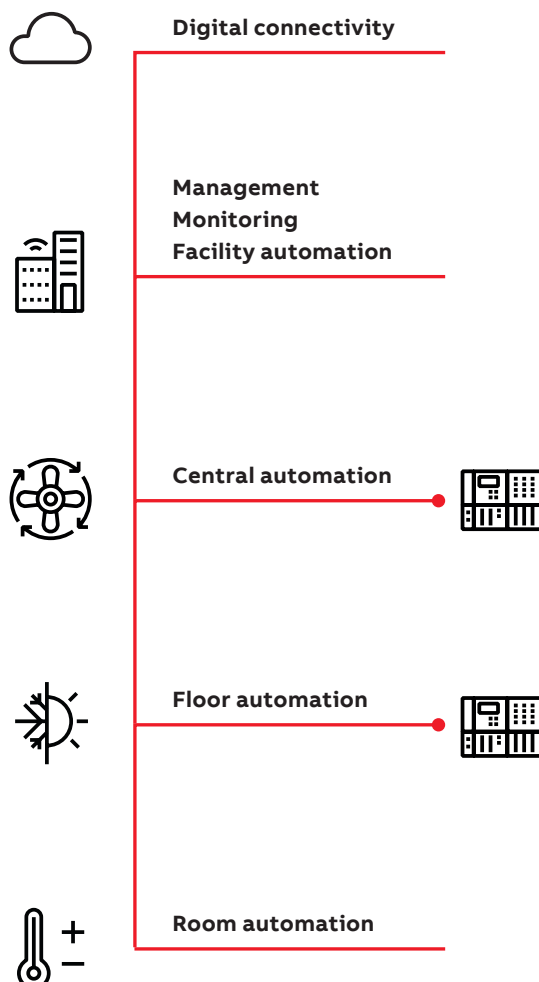 Digital connectivity
Management
Monitoring
Facility automation
Central automation
Floor automation
Room automation